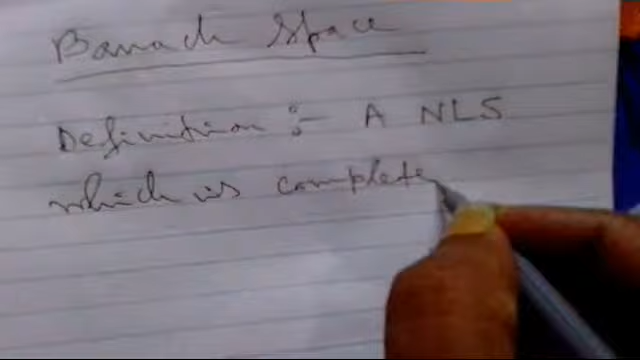 Banach Space
Definition :- A NLS
which is complete